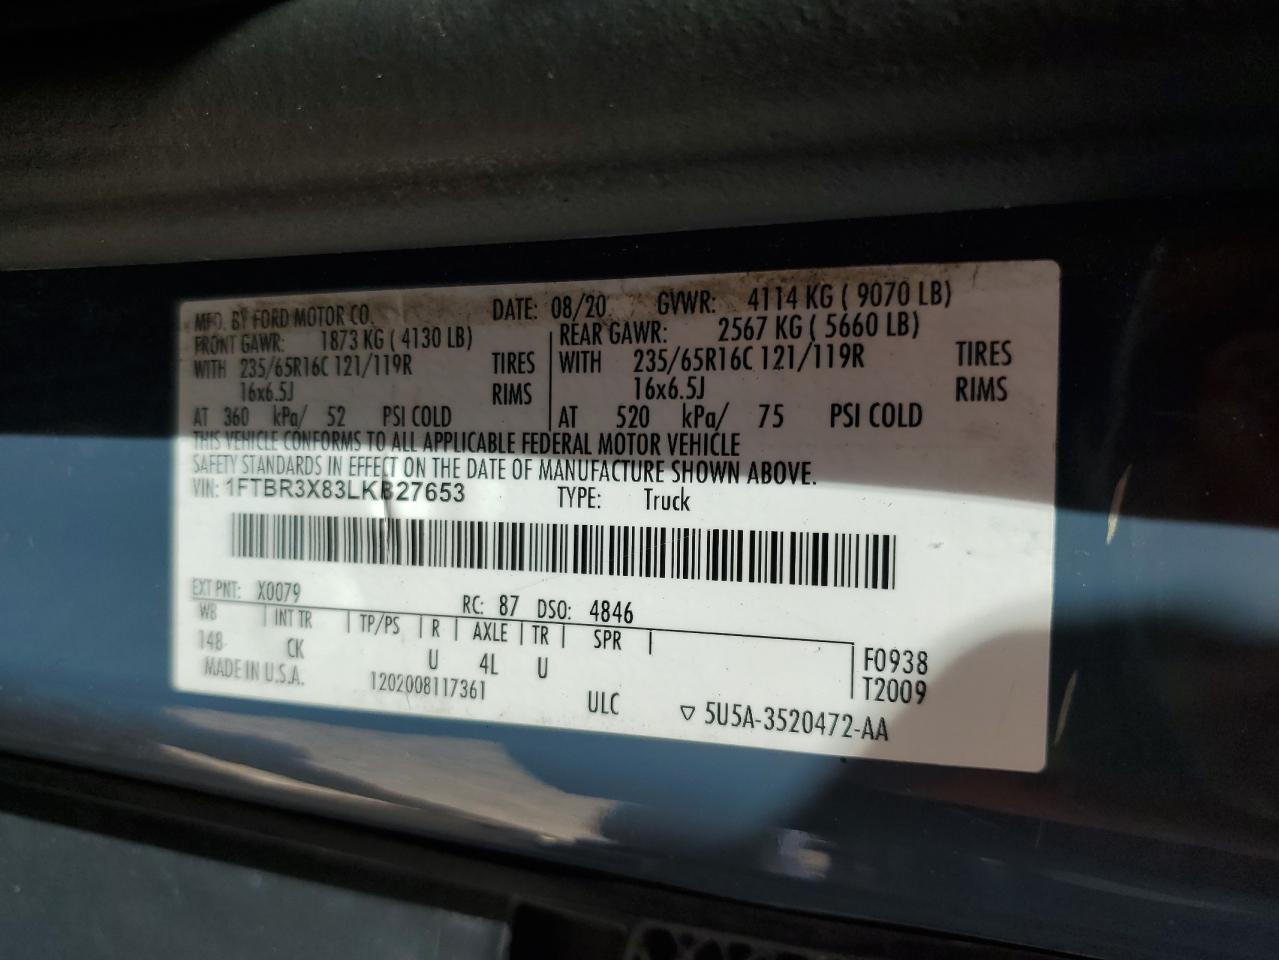 MFD. BY FORD MOTOR CO. DATE: 08/20 GVWR: 4114 KG ( 9070 LB)
FRONT GAWR: 1873 KG ( 4130 LB) REAR GAWR: 2567 KG ( 5660 LB)
WITH 235/65R16C 121/119R TIRES WITH 235/65R16C 121/119R TIRES
16x6.5J RIMS 16x6.5J RIMS
AT 360 kPa/ 52 PSI COLD AT 520 kPa/ 75 PSI COLD
THIS VEHICLE CONFORMS TO ALL APPLICABLE FEDERAL MOTOR VEHICLE
SAFETY STANDARDS IN EFFECT ON THE DATE OF MANUFACTURE SHOWN ABOVE.
VIN: 1FTBR3X83LKB27653 TYPE: Truck
EXT PNT: X0079 RC: 87 DSO: 4846
WB INT TR TP/PS R AXLE TR SPR
148 CK U 4L U F0938
T2009
MADE IN U.S.A. 1202008117361 ULC ▽ 5U5A-3520472-AA